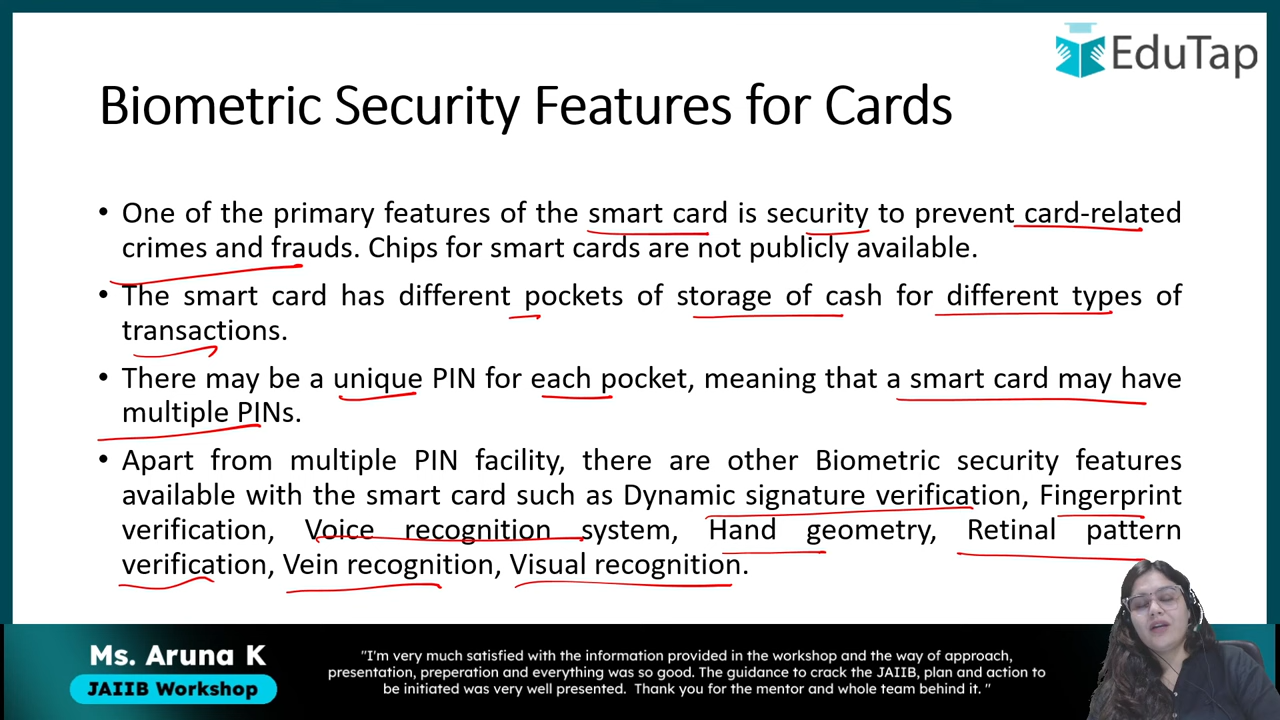 EduTap
Biometric Security Features for Cards
• One of the primary features of the smart card is security to prevent card-related
crimes and frauds. Chips for smart cards are not publicly available.
• The smart card has different pockets of storage of cash for different types of
transactions.
• There may be a unique PIN for each pocket, meaning that a smart card may have
multiple PINs.
• Apart from multiple PIN facility, there are other Biometric security features
available with the smart card such as Dynamic signature verification, Fingerprint
verification, Voice recognition system, Hand geometry, Retinal pattern
verification, Vein recognition, Visual recognition.
Ms. Aruna K
JAIIB Workshop
"I'm very much satisfied with the information provided in the workshop and the way of approach,
presentation, preperation and everything was so good. The guidance to crack the JAIIB, plan and action to
be initiated was very well presented. Thank you for the mentor and whole team behind it. "